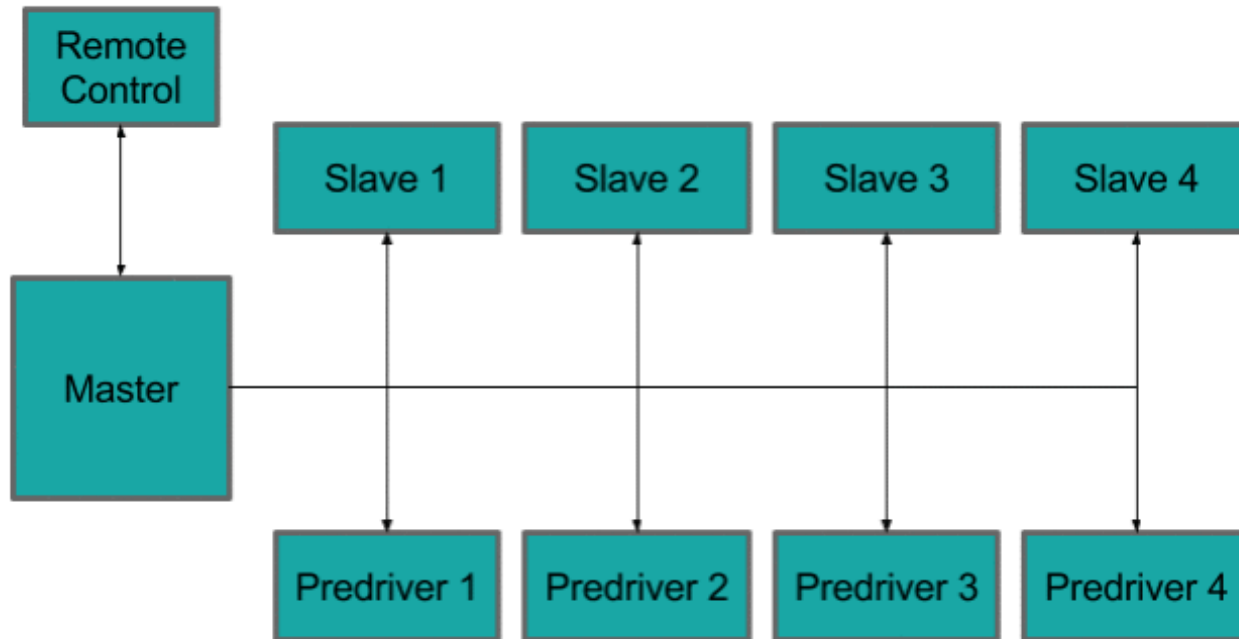 Remote
Control
Slave 1
Slave 2
Slave 3
Slave 4
Master
Predriver 1
Predriver 2
Predriver 3
Predriver 4